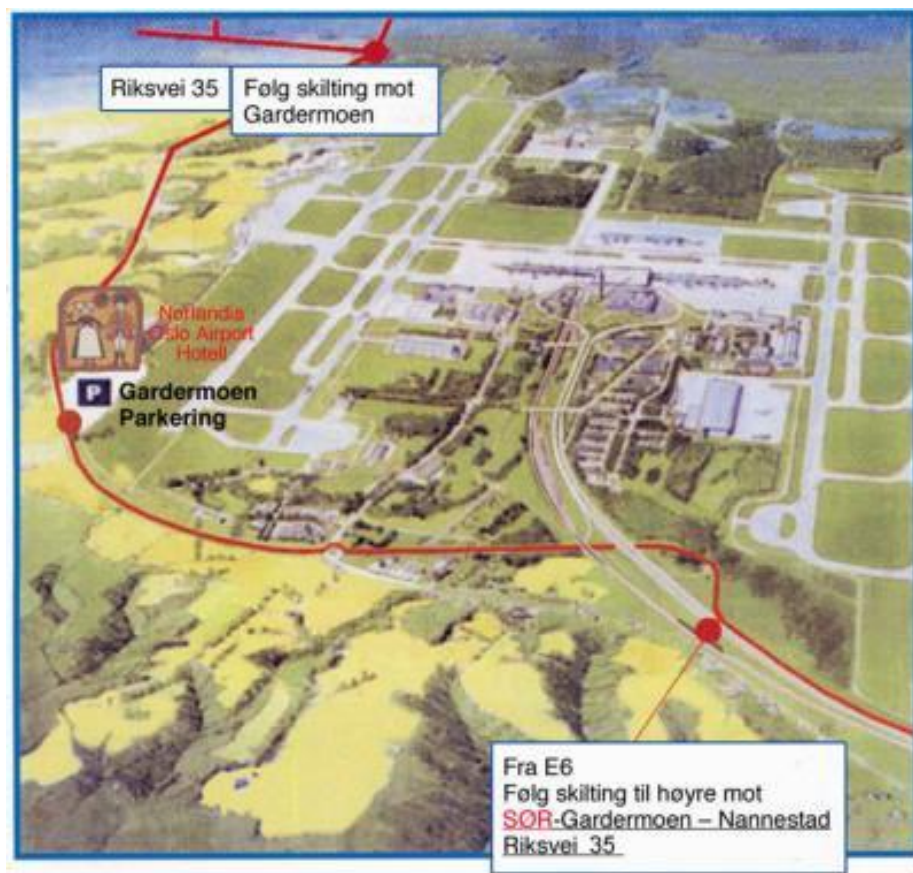 Riksvei 35
Følg skilting mot
Gardermoen
Norlandia
Oslo Airport
Hotell
P
Gardermoen
Parkering
Fra E6
Følg skilting til høyre mot
SØR-Gardermoen – Nannestad
Riksvei 35